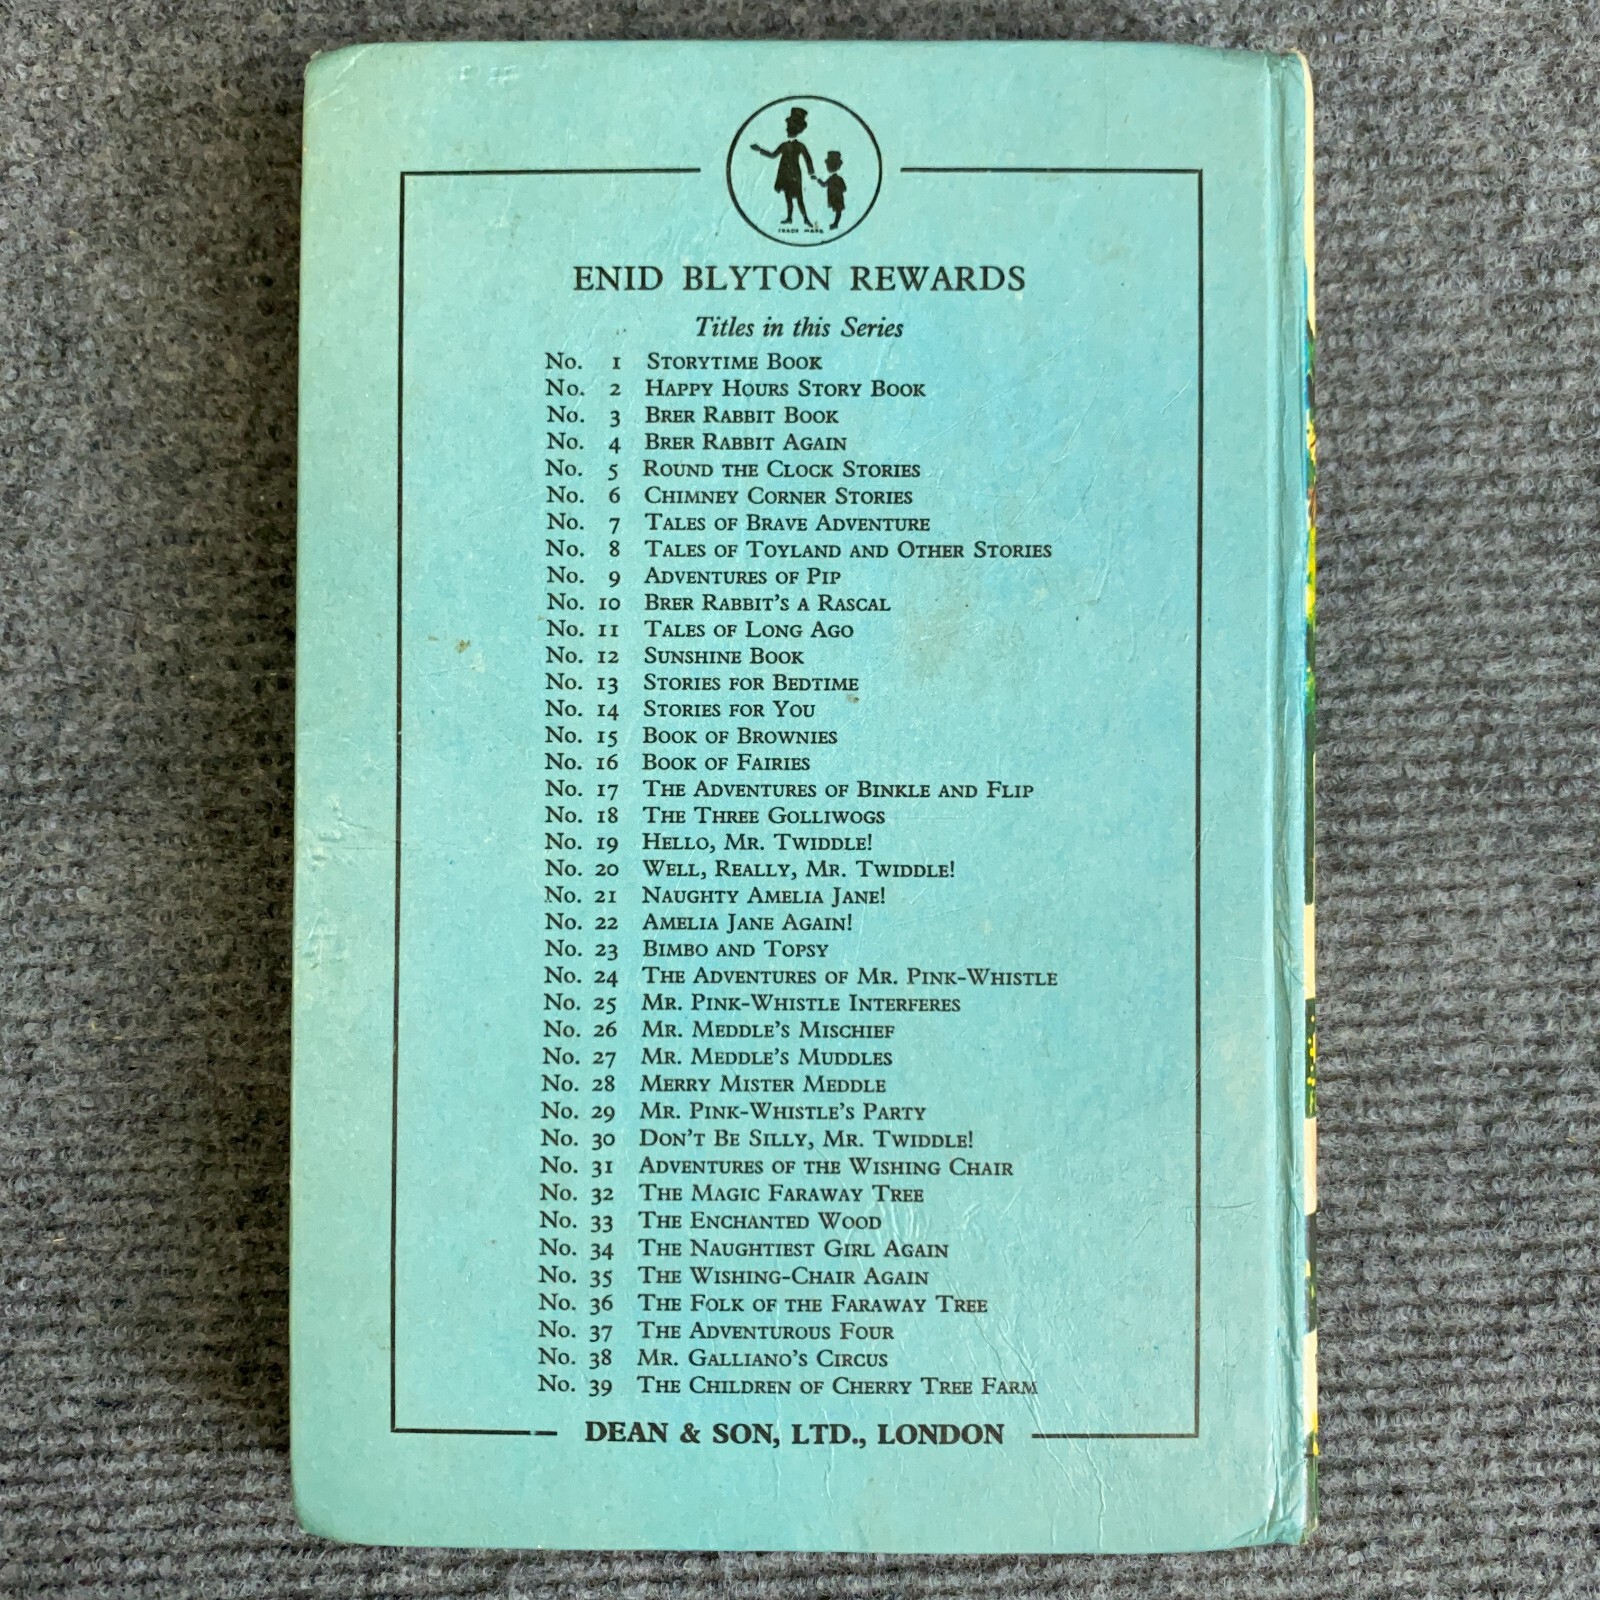 TRADE MARK
ENID BLYTON REWARDS
Titles in this Series
No. 1 STORYTIME BOOK
No. 2 HAPPY HOURS STORY BOOK
No. 3 BRER RABBIT BOOK
No. 4 BRER RABBIT AGAIN
No. 5 ROUND THE CLOCK STORIES
No. 6 CHIMNEY CORNER STORIES
No. 7 TALES OF BRAVE ADVENTURE
No. 8 TALES OF TOYLAND AND OTHER STORIES
No. 9 ADVENTURES OF PIP
No. 10 BRER RABBIT'S A RASCAL
No. 11 TALES OF LONG AGO
No. 12 SUNSHINE BOOK
No. 13 STORIES FOR BEDTIME
No. 14 STORIES FOR YOU
No. 15 BOOK OF BROWNIES
No. 16 BOOK OF FAIRIES
No. 17 THE ADVENTURES OF BINKLE AND FLIP
No. 18 THE THREE GOLLIWOGS
No. 19 HELLO, MR. TWIDDLE!
No. 20 WELL, REALLY, MR. TWIDDLE!
No. 21 NAUGHTY AMELIA JANE!
No. 22 AMELIA JANE AGAIN!
No. 23 BIMBO AND TOPSY
No. 24 THE ADVENTURES OF MR. PINK-WHISTLE
No. 25 MR. PINK-WHISTLE INTERFERES
No. 26 MR. MEDDLE'S MISCHIEF
No. 27 MR. MEDDLE'S MUDDLES
No. 28 MERRY MISTER MEDDLE
No. 29 MR. PINK-WHISTLE'S PARTY
No. 30 DON'T BE SILLY, MR. TWIDDLE!
No. 31 ADVENTURES OF THE WISHING CHAIR
No. 32 THE MAGIC FARAWAY TREE
No. 33 THE ENCHANTED WOOD
No. 34 THE NAUGHTIEST GIRL AGAIN
No. 35 THE WISHING-CHAIR AGAIN
No. 36 THE FOLK OF THE FARAWAY TREE
No. 37 THE ADVENTUROUS FOUR
No. 38 MR. GALLIANO'S CIRCUS
No. 39 THE CHILDREN OF CHERRY TREE FARM
DEAN & SON, LTD., LONDON